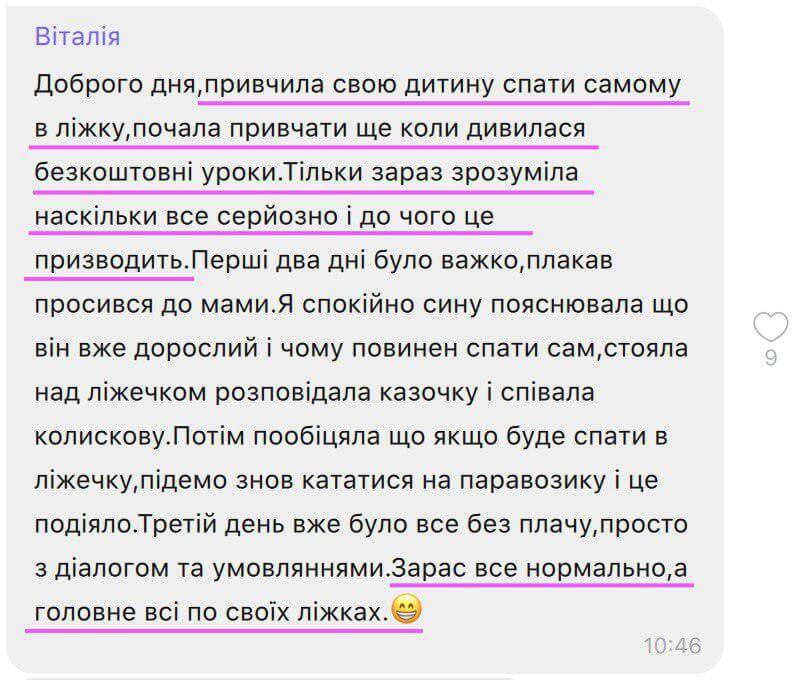 Віталія
Доброго дня,привчила свою дитину спати самому
в ліжку,почала привчати ще коли дивилася
безкоштовні уроки.Тільки зараз зрозуміла
наскільки все серйозно і до чого це
призводить.Перші два дні було важко,плакав
просився до мами.Я спокійно сину пояснювала що
він вже дорослий і чому повинен спати сам,стояла
над ліжечком розповідала казочку і співала
колискову.Потім пообіцяла що якщо буде спати в
ліжечку,підемо знов кататися на паравозику і це
подіяло.Третій день вже було все без плачу,просто
з діалогом та умовляннями.Зарас все нормально,а
головне всі по своїх ліжках.😁
10:46
9